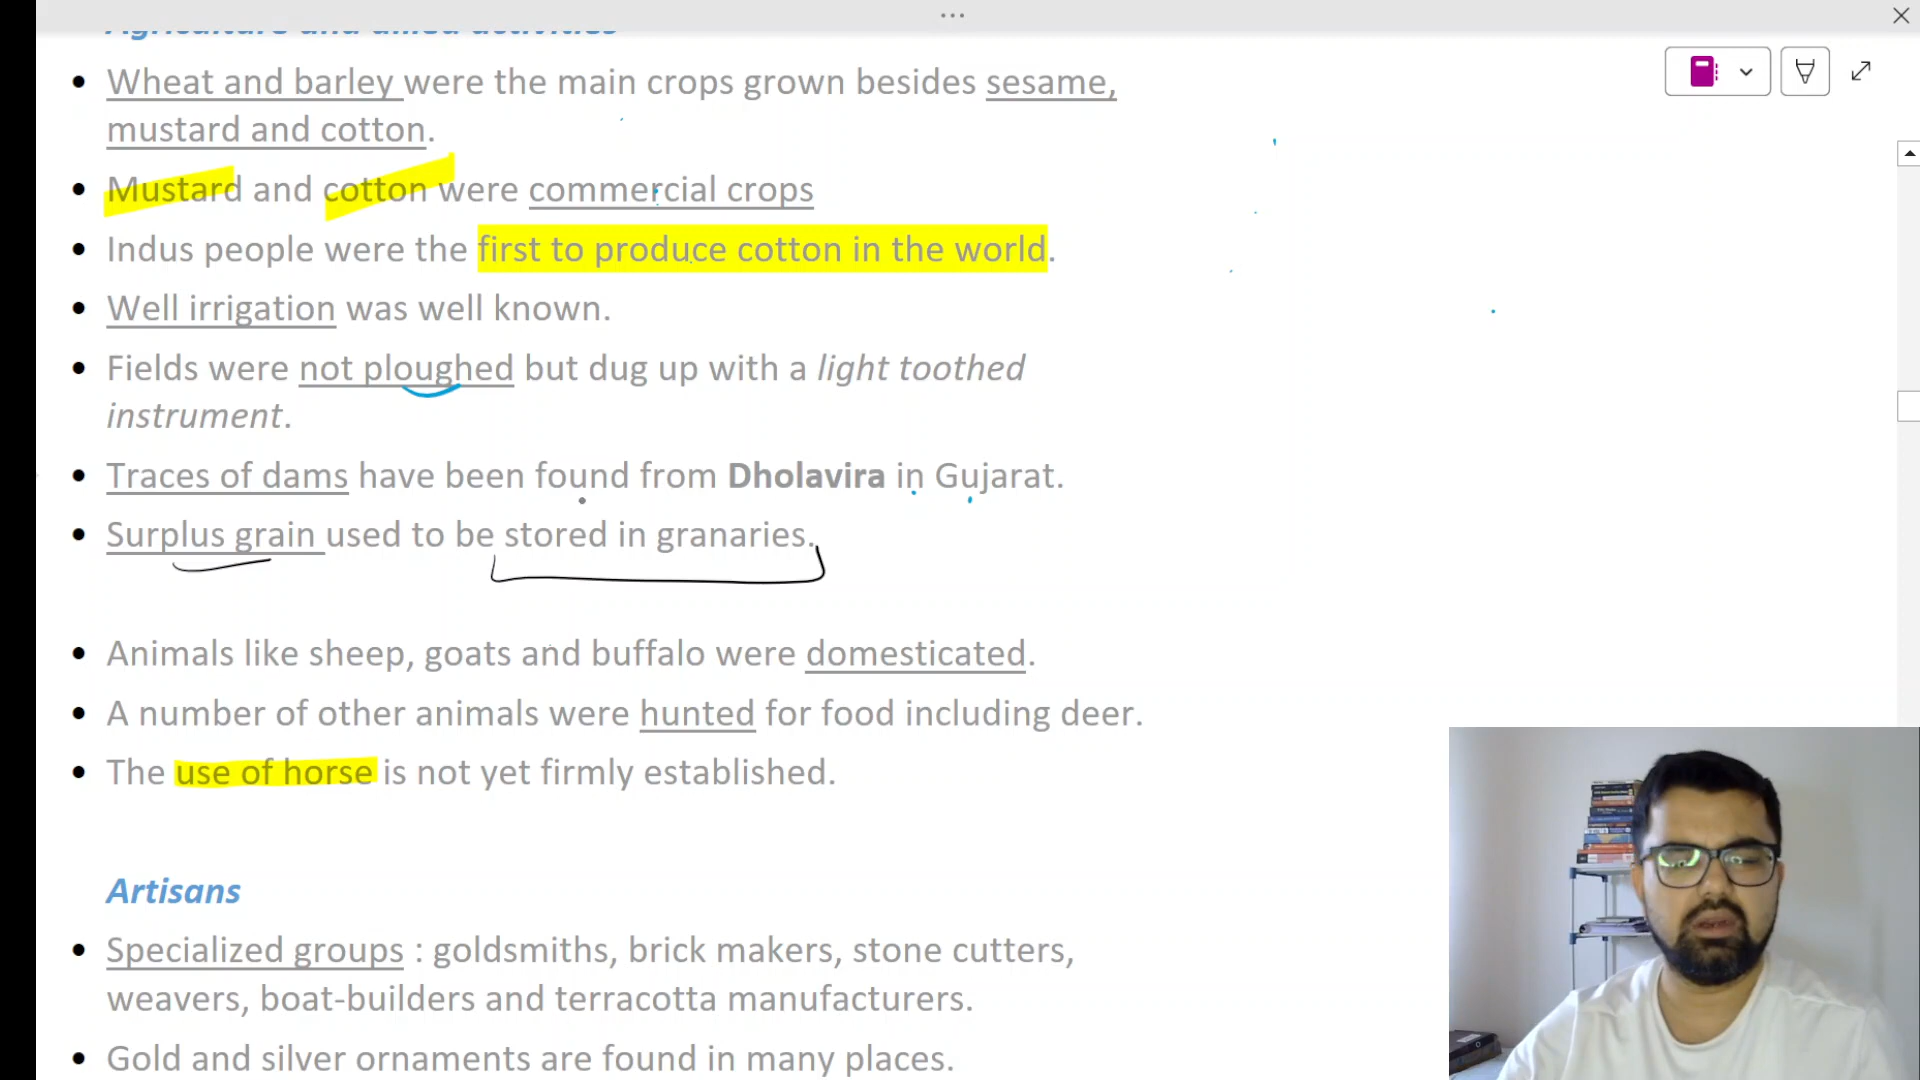 Agriculture and allied activities
• Wheat and barley were the main crops grown besides sesame,
mustard and cotton.
• Mustard and cotton were commercial crops
• Indus people were the first to produce cotton in the world.
• Well irrigation was well known.
• Fields were not ploughed but dug up with a light toothed
instrument.
• Traces of dams have been found from Dholavira in Gujarat.
• Surplus grain used to be stored in granaries.
• Animals like sheep, goats and buffalo were domesticated.
• A number of other animals were hunted for food including deer.
• The use of horse is not yet firmly established.
Artisans
• Specialized groups : goldsmiths, brick makers, stone cutters,
weavers, boat-builders and terracotta manufacturers.
• Gold and silver ornaments are found in many places.